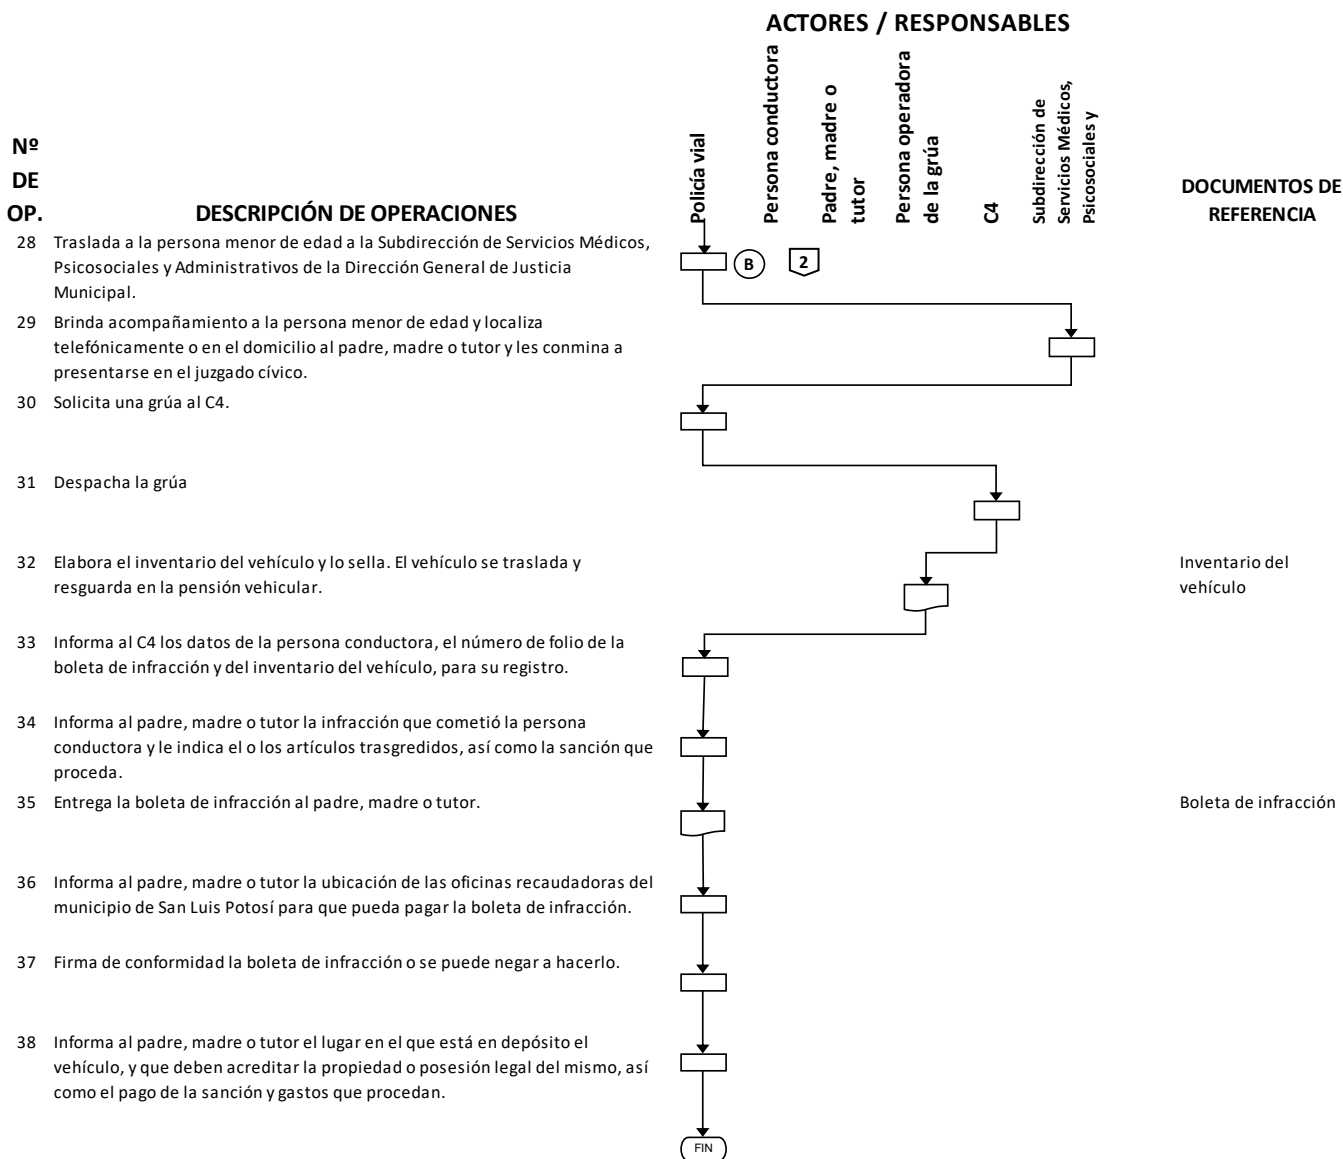 ACTORES / RESPONSABLES
Nº
DE
OP.
DESCRIPCIÓN DE OPERACIONES
Policía vial
Persona conductora
Padre, madre o
tutor
Persona operadora
de la grúa
C4
Subdirección de
Servicios Médicos,
Psicosociales y
DOCUMENTOS DE
REFERENCIA
28 Traslada a la persona menor de edad a la Subdirección de Servicios Médicos,
Psicosociales y Administrativos de la Dirección General de Justicia
Municipal.
B
2
29 Brinda acompañamiento a la persona menor de edad y localiza
telefónicamente o en el domicilio al padre, madre o tutor y les conmina a
presentarse en el juzgado cívico.
30 Solicita una grúa al C4.
31 Despacha la grúa
32 Elabora el inventario del vehículo y lo sella. El vehículo se traslada y
resguarda en la pensión vehicular.
Inventario del
vehículo
33 Informa al C4 los datos de la persona conductora, el número de folio de la
boleta de infracción y del inventario del vehículo, para su registro.
34 Informa al padre, madre o tutor la infracción que cometió la persona
conductora y le indica el o los artículos trasgredidos, así como la sanción que
proceda.
35 Entrega la boleta de infracción al padre, madre o tutor.
Boleta de infracción
36 Informa al padre, madre o tutor la ubicación de las oficinas recaudadoras del
municipio de San Luis Potosí para que pueda pagar la boleta de infracción.
37 Firma de conformidad la boleta de infracción o se puede negar a hacerlo.
38 Informa al padre, madre o tutor el lugar en el que está en depósito el
vehículo, y que deben acreditar la propiedad o posesión legal del mismo, así
como el pago de la sanción y gastos que procedan.
FIN